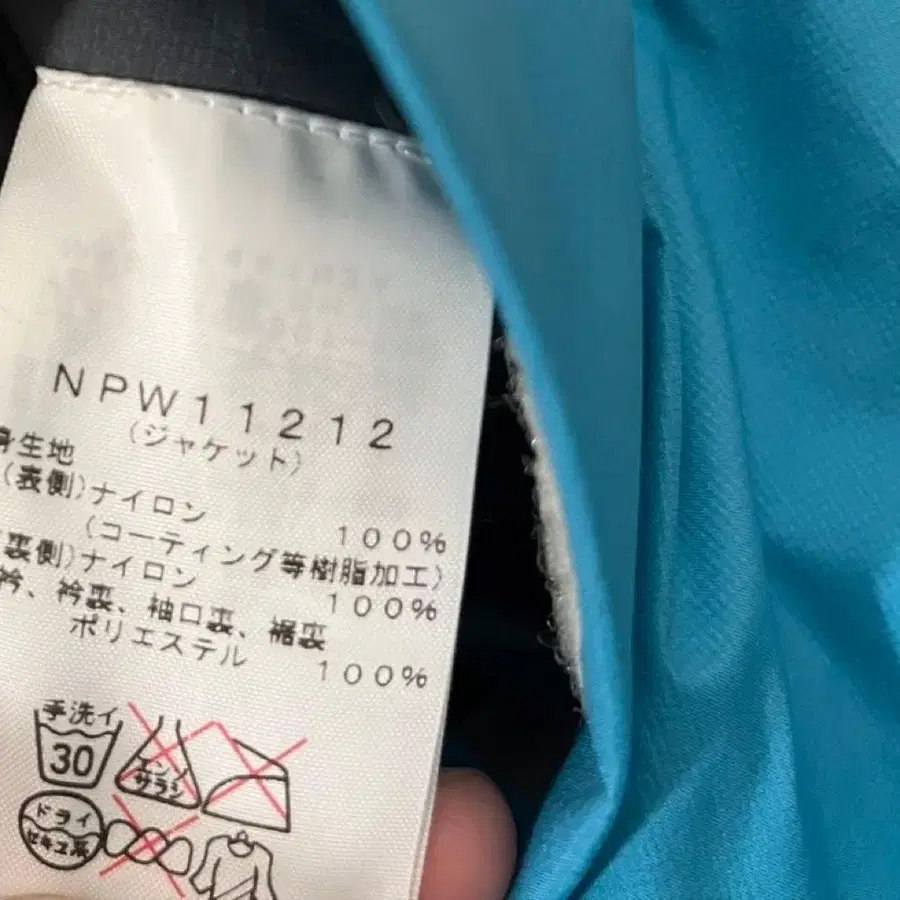 NPW11212
(ジャケット)
身生地
(表側)ナイロン 100%
(コーティング等樹脂加工)
裏側)ナイロン 100%
衿、衿裏、袖口裏、裾裏
ポリエステル 100%
手洗イ
30
エンソ
サラシ
ドライ
セキユ系